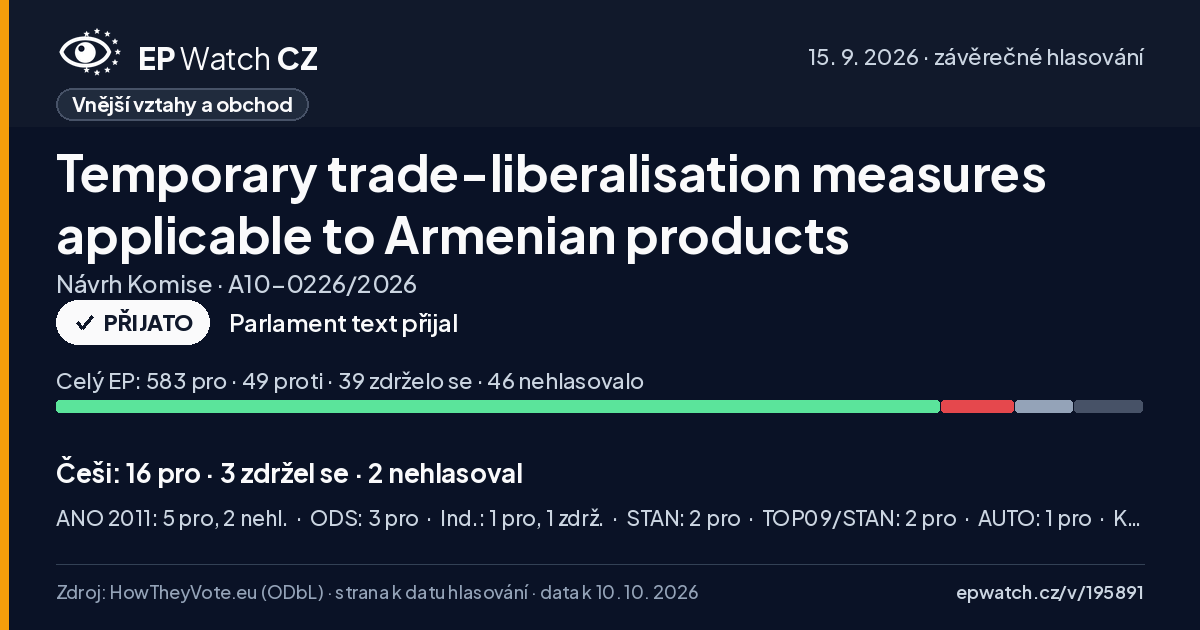 EP Watch CZ
15. 9. 2026 · závěrečné hlasování
Vnější vztahy a obchod
Temporary trade-liberalisation measures
applicable to Armenian products
Návrh Komise · A10-0226/2026
✓ PŘIJATO
Parlament text přijal
Celý EP: 583 pro · 49 proti · 39 zdrželo se · 46 nehlasovalo
Češi: 16 pro · 3 zdržel se · 2 nehlasoval
ANO 2011: 5 pro, 2 nehl. · ODS: 3 pro · Ind.: 1 pro, 1 zdrž. · STAN: 2 pro · TOP09/STAN: 2 pro · AUTO: 1 pro · K...
Zdroj: HowTheyVote.eu (ODbL) · strana k datu hlasování · data k 10. 10. 2026
epwatch.cz/v/195891